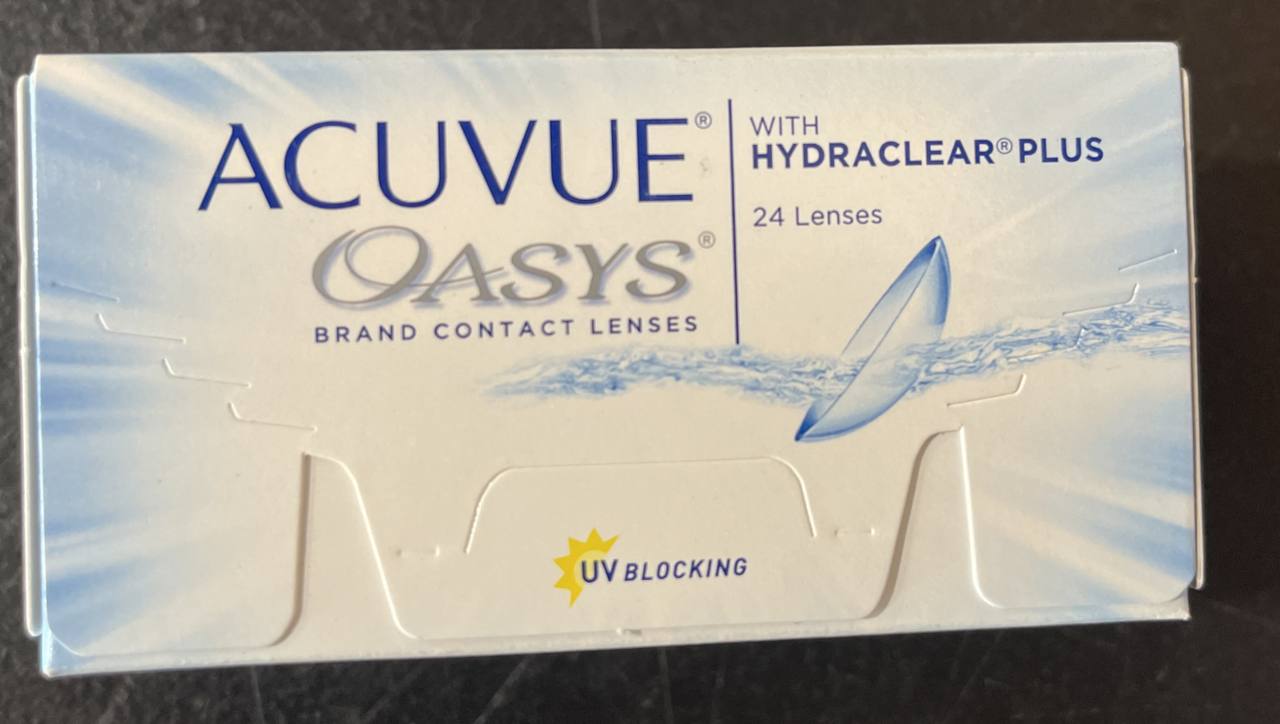 ACUVUE®
OASYS®
BRAND CONTACT LENSES
WITH
HYDRACLEAR® PLUS
24 Lenses
UV BLOCKING